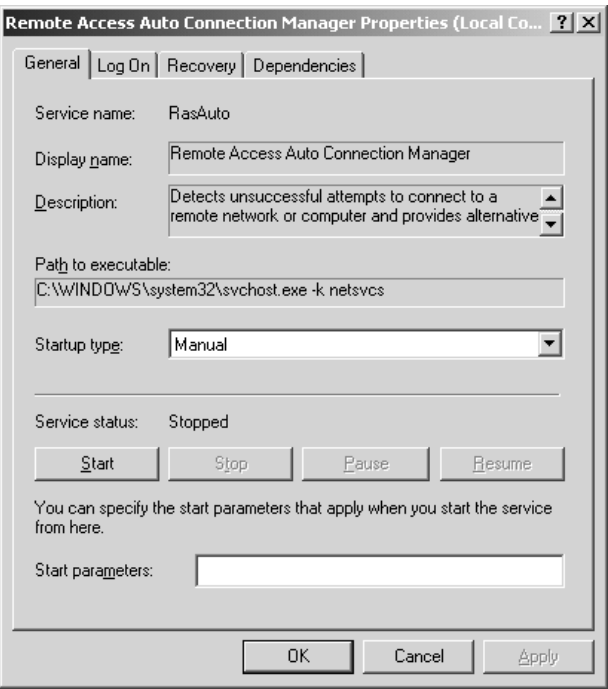 Remote Access Auto Connection Manager Properties (Local Co... ? X
General Log On Recovery Dependencies
Service name: RasAuto
Display name: Remote Access Auto Connection Manager
Description: Detects unsuccessful attempts to connect to a
remote network or computer and provides alternative
Path to executable:
C:\WINDOWS\system32\svchost.exe -k netsvcs
Startup type: Manual
Service status: Stopped
Start Stop Pause Resume
You can specify the start parameters that apply when you start the service
from here.
Start parameters:
OK Cancel Apply